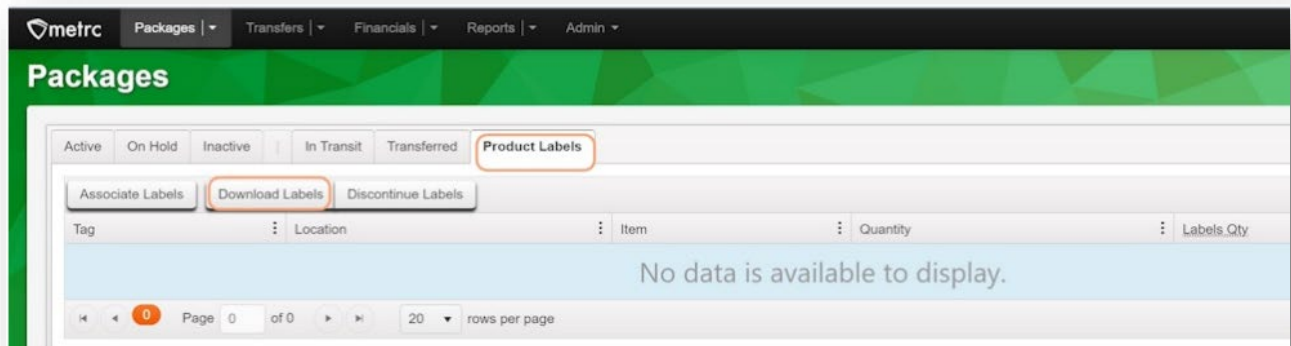 metrc Packages | Transfers | Financials | Reports | Admin
Packages
Active On Hold Inactive | In Transit Transferred Product Labels
Associate Labels Download Labels Discontinue Labels
Tag Location Item Quantity Labels Qty
No data is available to display.
0 Page 0 of 0 20 rows per page